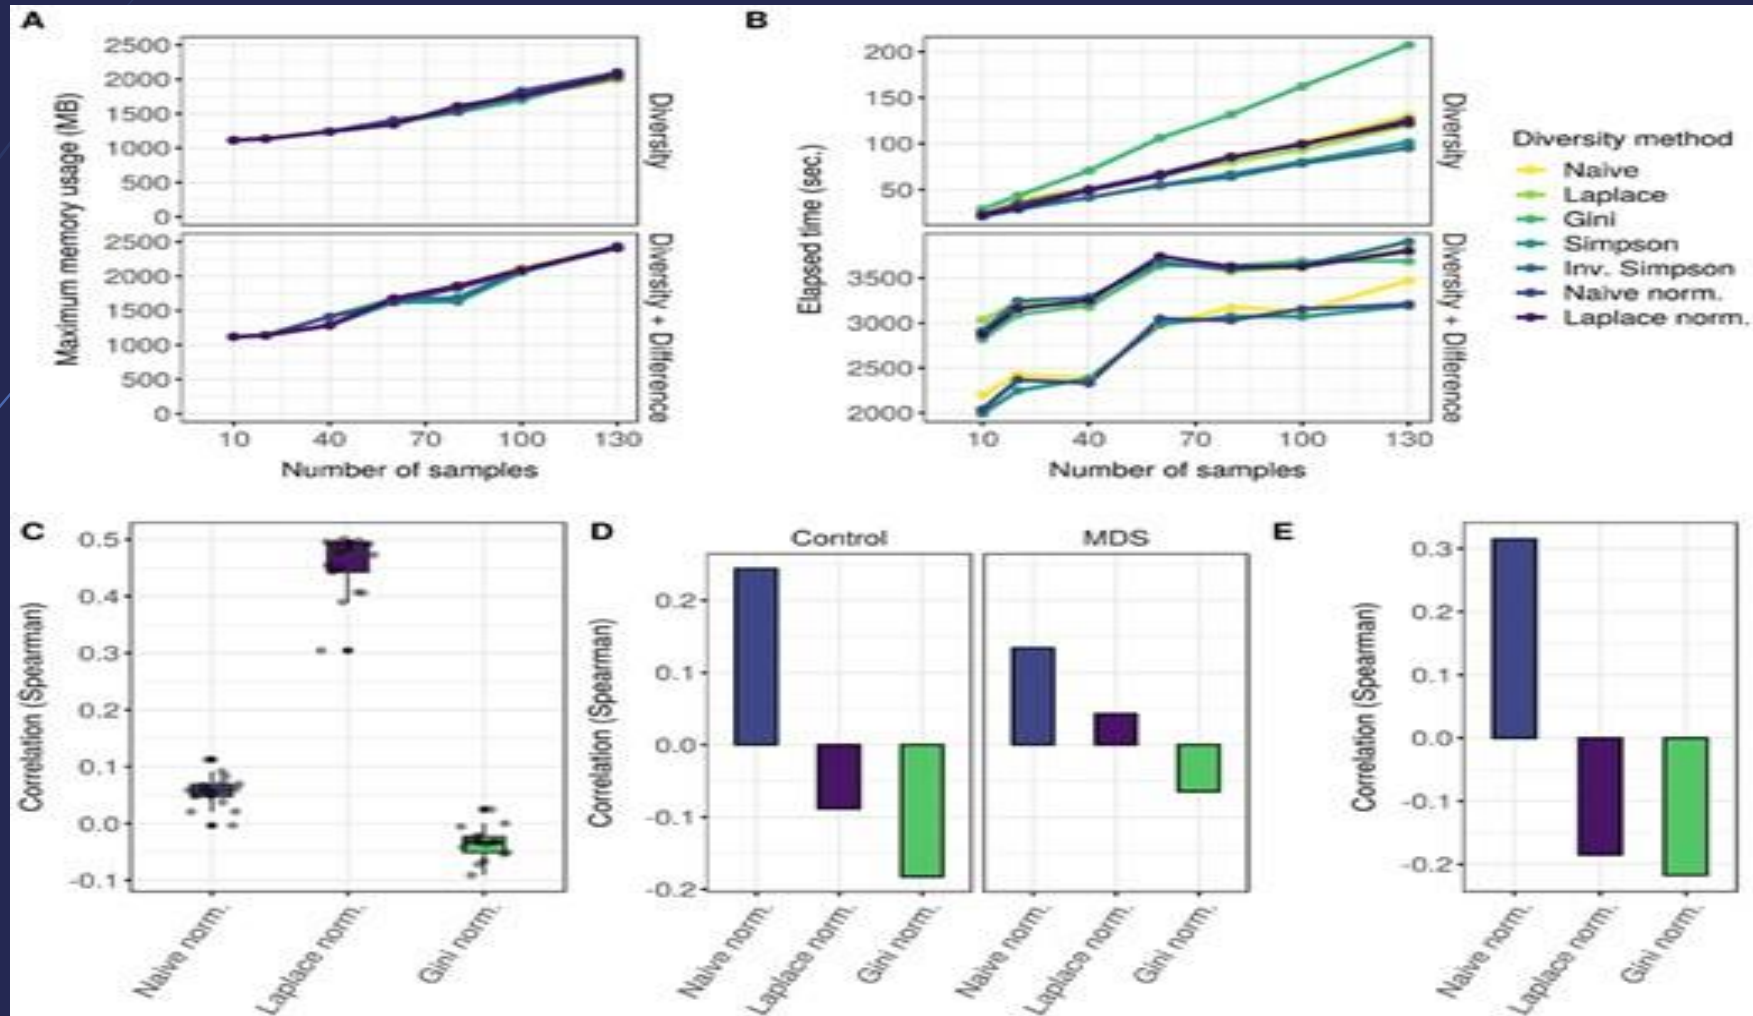 A
Maximum memory usage (MB)
2500
2000
1500
1000
500
0
Diversity
2500
2000
1500
1000
500
0
Diversity + Difference
10 40 70 100 130
Number of samples
B
Elapsed time (sec.)
200
150
100
50
Diversity
3500
3000
2500
2000
Diversity + Difference
10 40 70 100 130
Number of samples
Diversity method
Naive
Laplace
Gini
Simpson
Inv. Simpson
Naive norm.
Laplace norm.
C
Correlation (Spearman)
0.5
0.4
0.3
0.2
0.1
0.0
-0.1
Naive norm.
Laplace norm.
Gini norm.
D
Control MDS
Correlation (Spearman)
0.2
0.1
0.0
-0.1
-0.2
Naive norm.
Laplace norm.
Gini norm.
Naive norm.
Laplace norm.
Gini norm.
E
Correlation (Spearman)
0.3
0.2
0.1
0.0
-0.1
-0.2
Naive norm.
Laplace norm.
Gini norm.